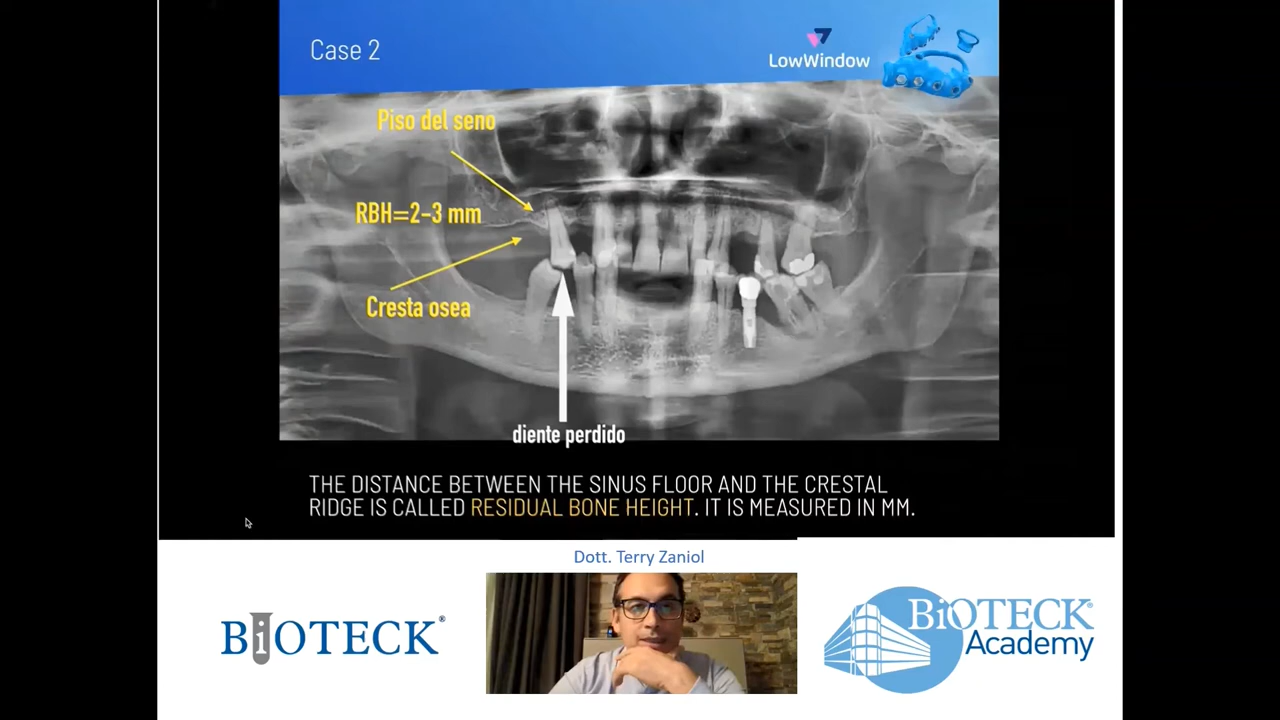 Case 2
LowWindow
Piso del seno
RBH=2-3 mm
Cresta osea
diente perdido
THE DISTANCE BETWEEN THE SINUS FLOOR AND THE CRESTAL
RIDGE IS CALLED RESIDUAL BONE HEIGHT. IT IS MEASURED IN MM.
Dott. Terry Zaniol
BiOTECK®
BiOTECK®
Academy